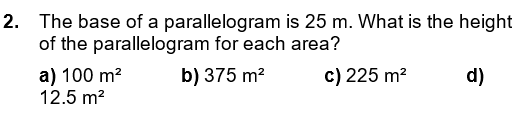 2. The base of a parallelogram is 25 m. What is the height
of the parallelogram for each area?
a) 100 m² b) 375 m² c) 225 m² d)
12.5 m²